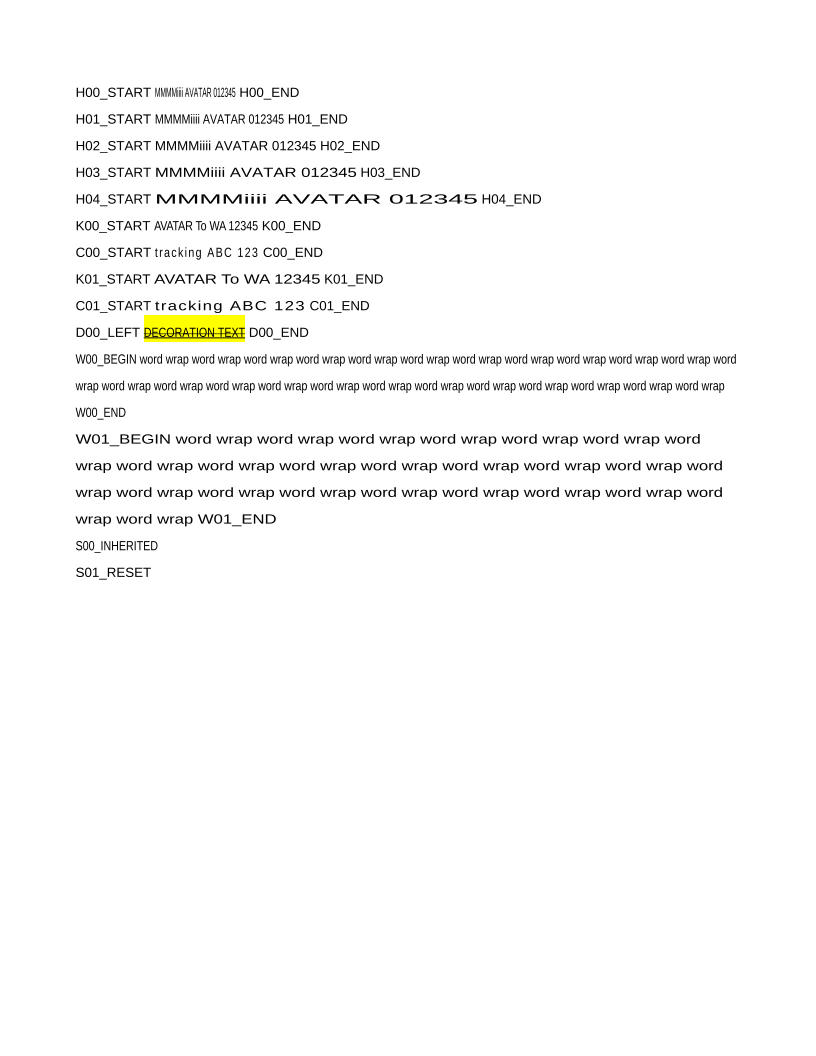 H00_START MMMMiiii AVATAR 012345 H00_END
H01_START MMMMiiii AVATAR 012345 H01_END
H02_START MMMMiiii AVATAR 012345 H02_END
H03_START MMMMiiii AVATAR 012345 H03_END
H04_START MMMMiiii AVATAR 012345 H04_END
K00_START AVATAR To WA 12345 K00_END
C00_START tracking ABC 123 C00_END
K01_START AVATAR To WA 12345 K01_END
C01_START tracking ABC 123 C01_END
D00_LEFT DECORATION TEXT D00_END
W00_BEGIN word wrap word wrap word wrap word wrap word wrap word wrap word wrap word wrap word wrap word wrap word wrap word
wrap word wrap word wrap word wrap word wrap word wrap word wrap word wrap word wrap word wrap word wrap word wrap word wrap
W00_END
W01_BEGIN word wrap word wrap word wrap word wrap word wrap word wrap word
wrap word wrap word wrap word wrap word wrap word wrap word wrap word wrap word
wrap word wrap word wrap word wrap word wrap word wrap word wrap word wrap word
wrap word wrap W01_END
S00_INHERITED
S01_RESET